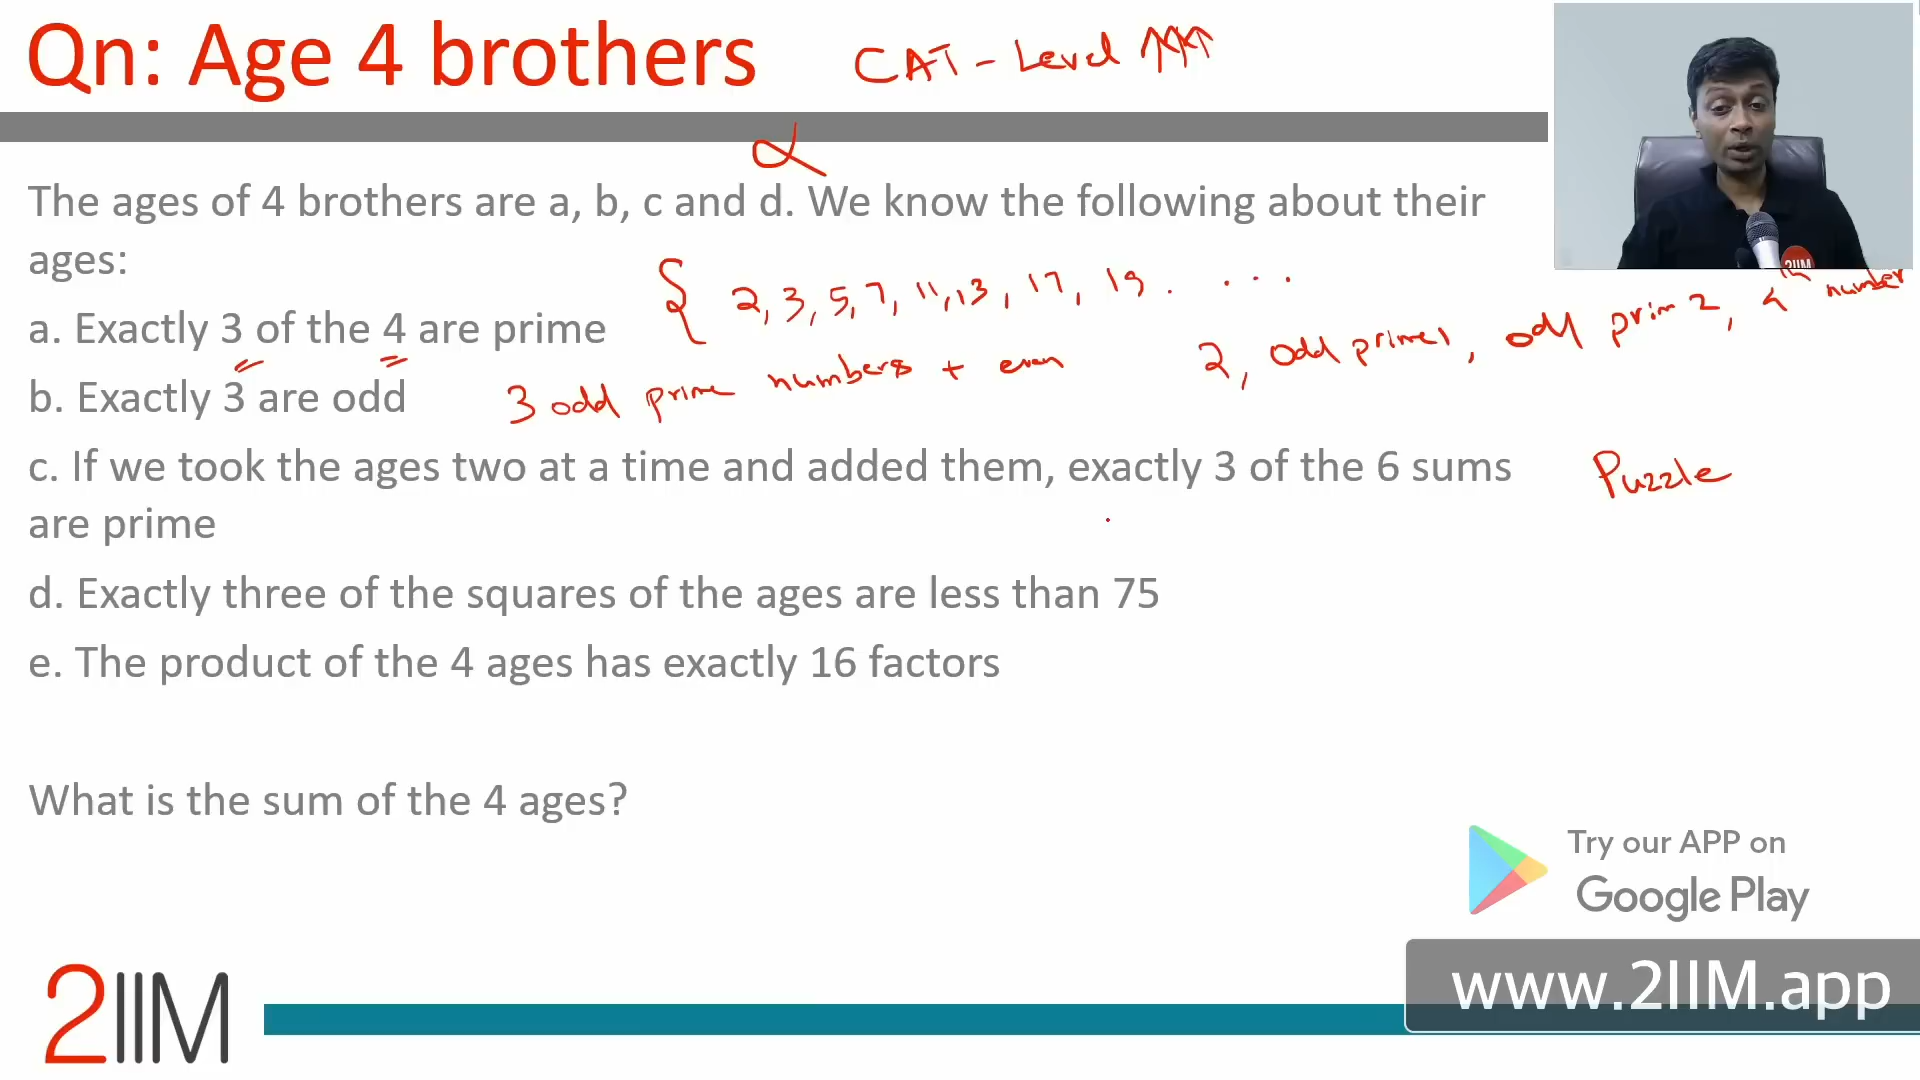 Qn: Age 4 brothers CAT - Level
The ages of 4 brothers are a, b, c and d. We know the following about their
ages:
{ 2, 3, 5, 7, 11, 13, 17, 19. ...
a. Exactly 3 of the 4 are prime
2, odd prime1, odd prim 2, 4th number
b. Exactly 3 are odd
3 odd prime numbers + even
c. If we took the ages two at a time and added them, exactly 3 of the 6 sums
are prime
Puzzle
d. Exactly three of the squares of the ages are less than 75
e. The product of the 4 ages has exactly 16 factors
What is the sum of the 4 ages?
Try our APP on
Google Play
2IIM
www.2IIM.app
2IIM